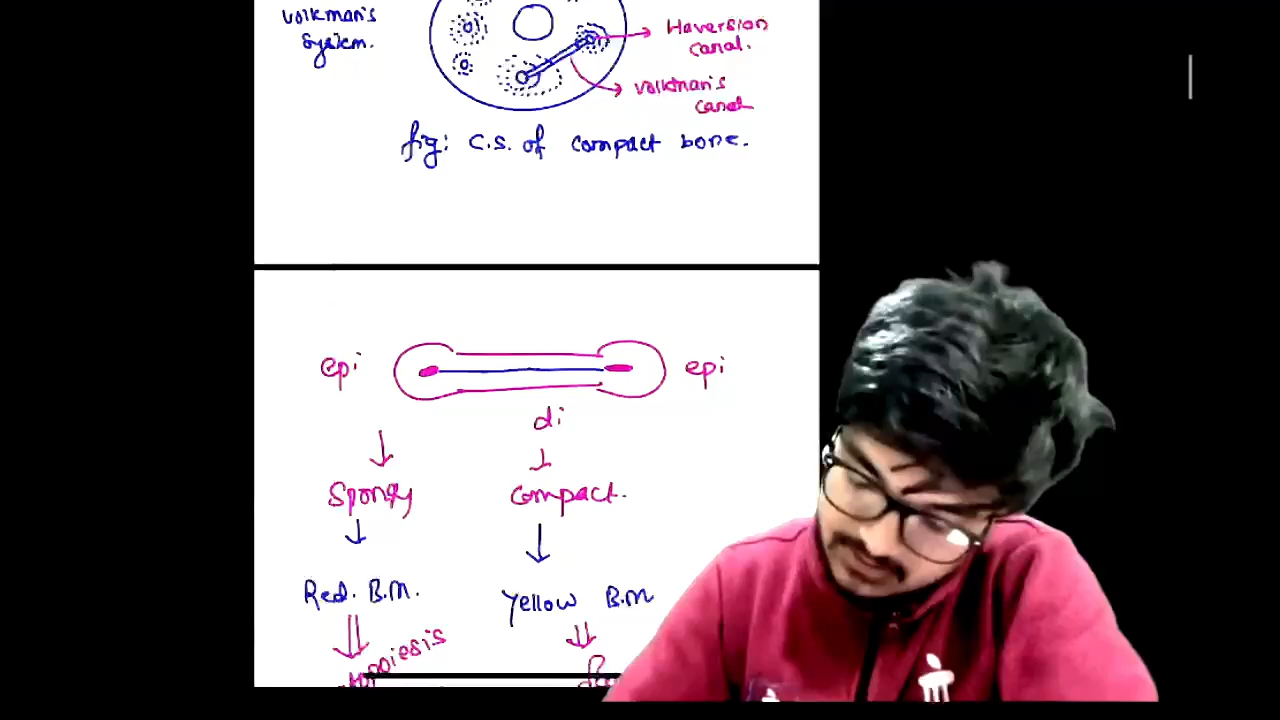 Volkman's
System.
Haversion
canal.
Volkman's
canal
fig: C.S. of compact bone.
epi
epi
di
Spongy
Compact.
Red. B.M.
Yellow B.M